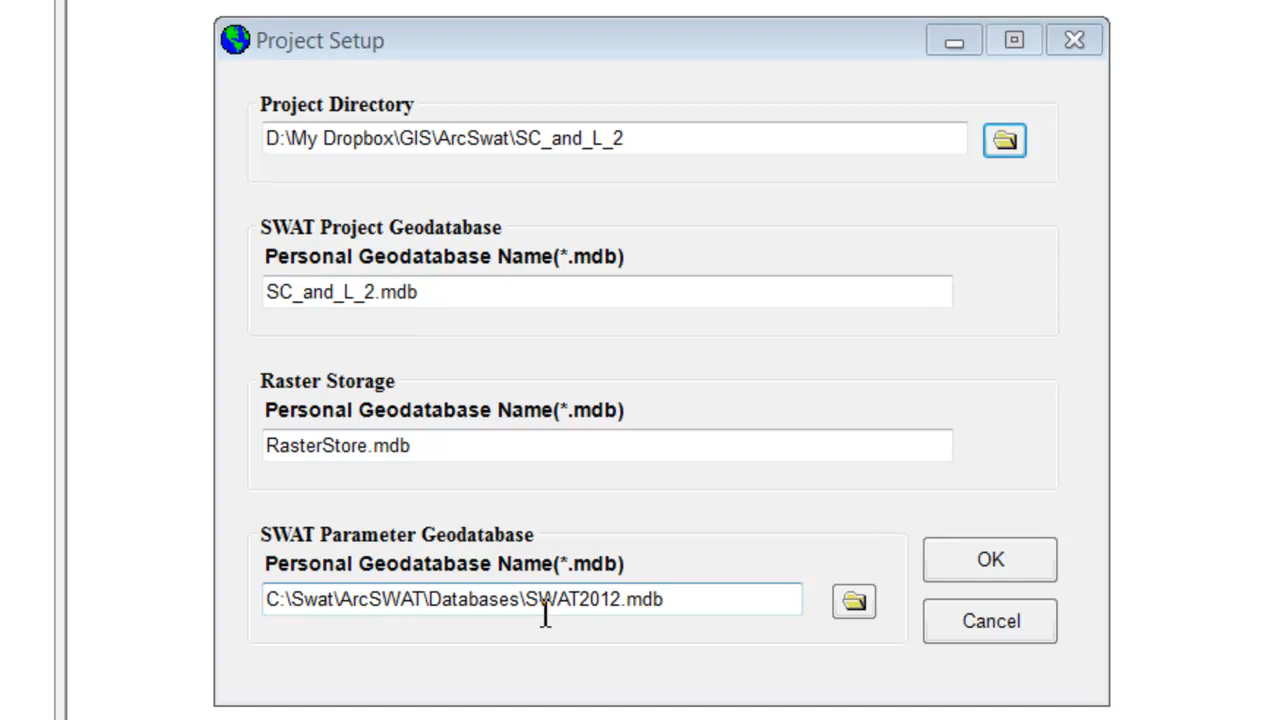 Project Setup
Project Directory
D:\My Dropbox\GIS\ArcSwat\SC_and_L_2
SWAT Project Geodatabase
Personal Geodatabase Name(*.mdb)
SC_and_L_2.mdb
Raster Storage
Personal Geodatabase Name(*.mdb)
RasterStore.mdb
SWAT Parameter Geodatabase
Personal Geodatabase Name(*.mdb)
C:\Swat\ArcSWAT\Databases\SWAT2012.mdb
OK
Cancel